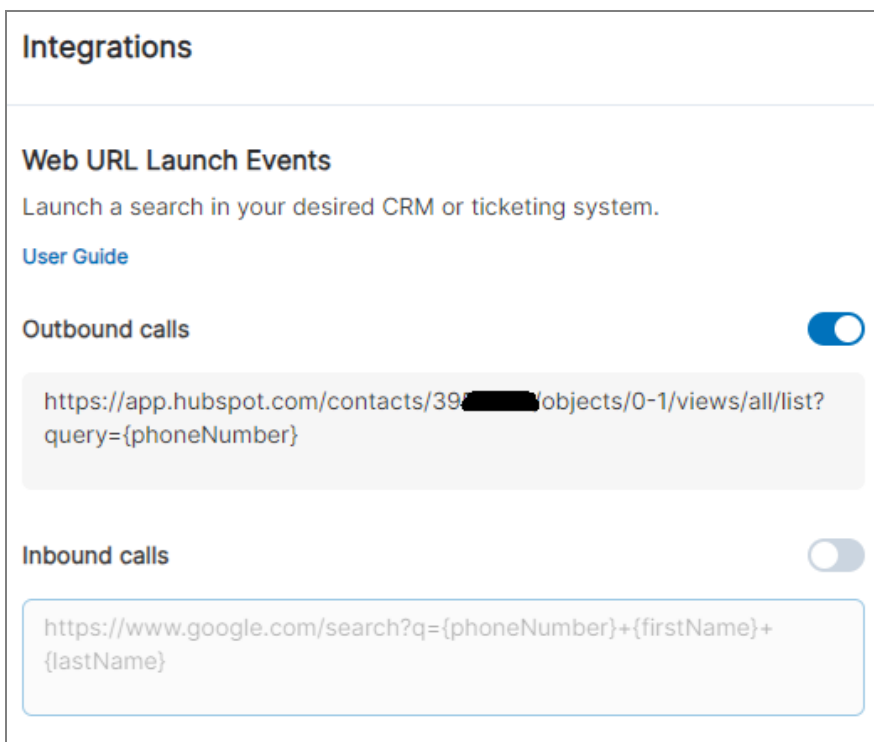 Integrations
Web URL Launch Events
Launch a search in your desired CRM or ticketing system.
User Guide
Outbound calls
https://app.hubspot.com/contacts/39 /objects/0-1/views/all/list?
query={phoneNumber}
Inbound calls
https://www.google.com/search?q={phoneNumber}+{firstName}+
{lastName}